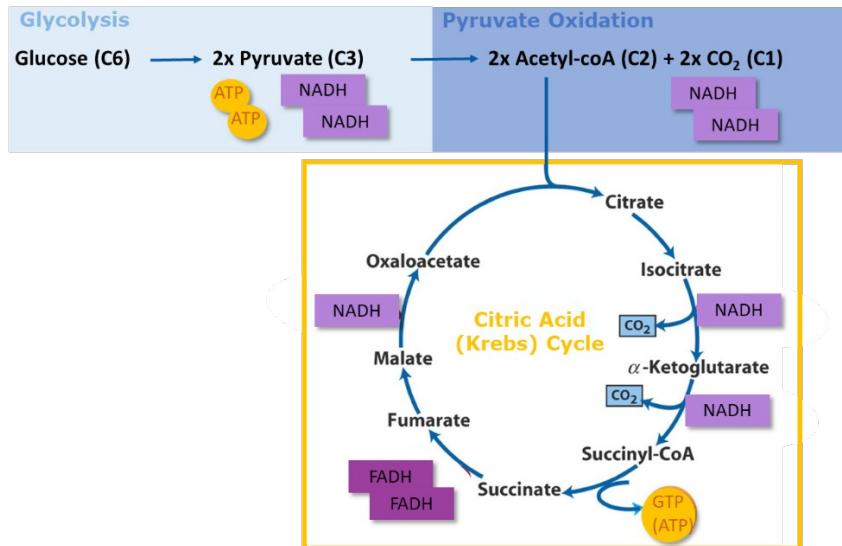 Glycolysis
Pyruvate Oxidation
Glucose (C6)
2x Pyruvate (C3)
2x Acetyl-coA (C2) + 2x CO₂ (C1)
ATP
ATP
NADH
NADH
NADH
NADH
Citrate
Oxaloacetate
Isocitrate
NADH
Citric Acid
(Krebs) Cycle
CO₂
NADH
Malate
α-Ketoglutarate
CO₂
NADH
Fumarate
Succinyl-CoA
FADH
FADH
Succinate
GTP
(ATP)